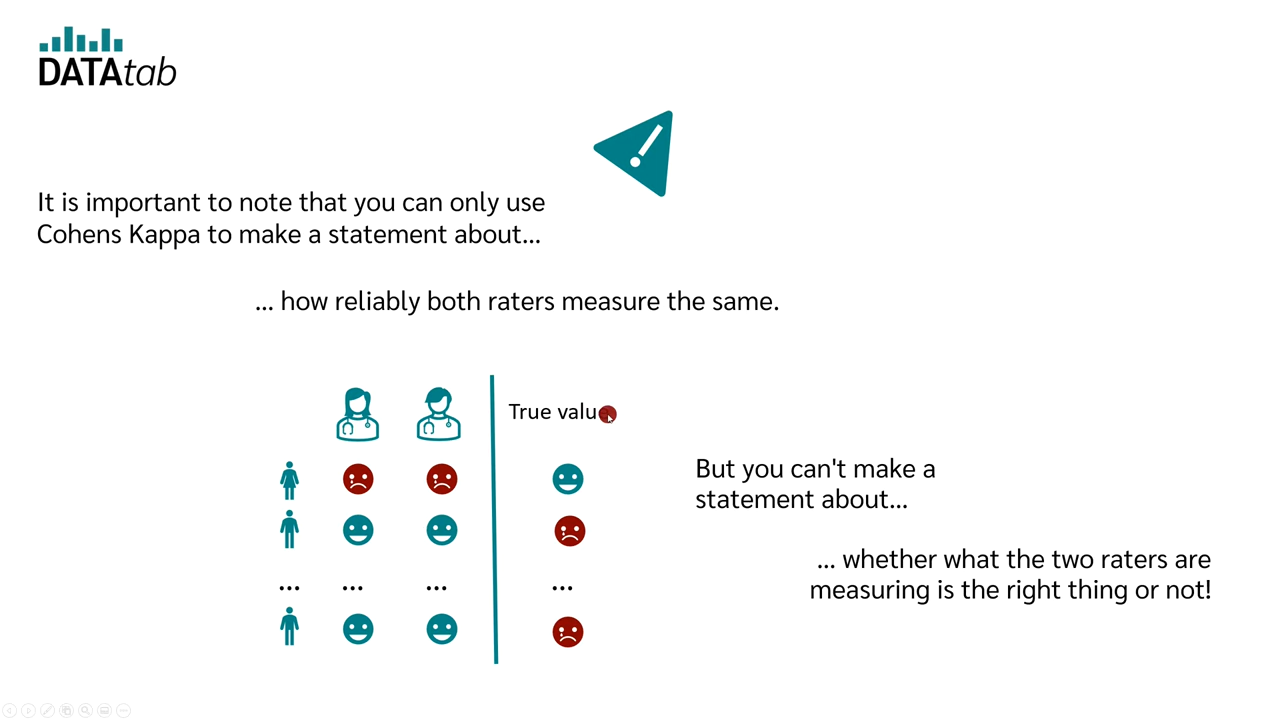 DATAtab
It is important to note that you can only use
Cohens Kappa to make a statement about...
... how reliably both raters measure the same.
True value
But you can't make a
statement about...
... whether what the two raters are
measuring is the right thing or not!
... ... ... ...